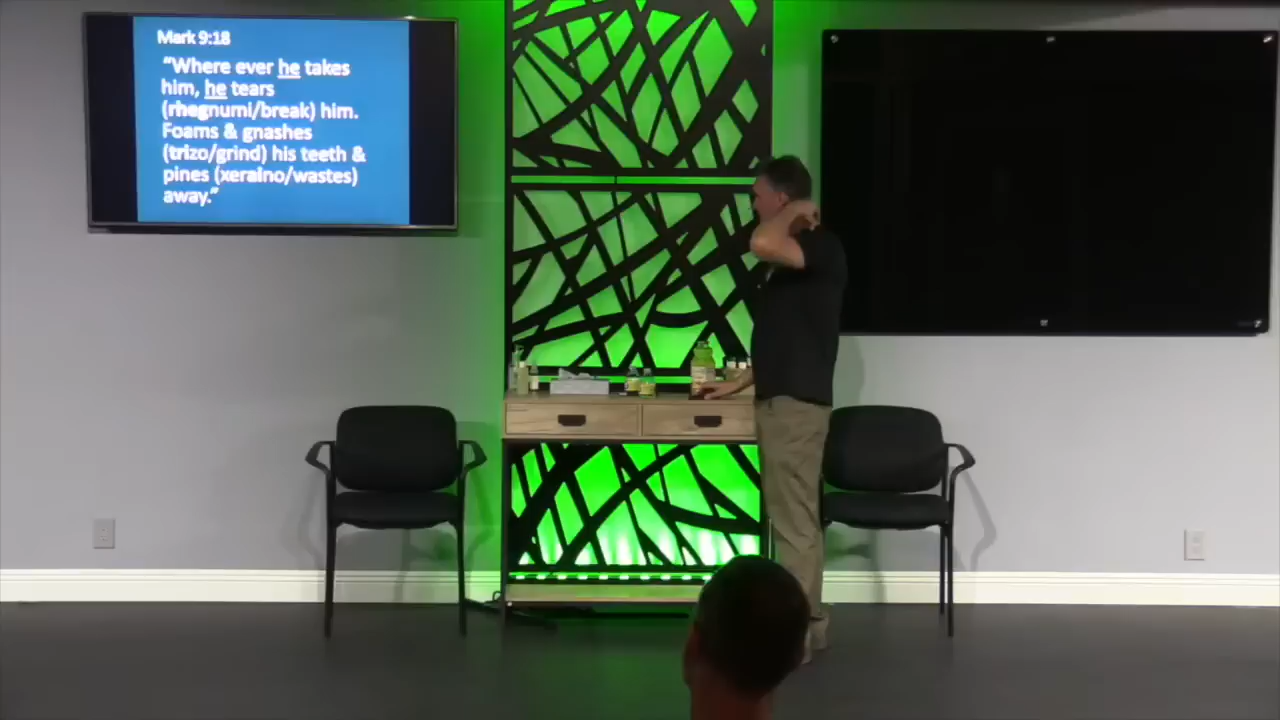 Mark 9:18
“Where ever he takes
him, he tears
(rhegnumi/break) him.
Foams & gnashes
(trizo/grind) his teeth &
pines (xeraino/wastes)
away.”